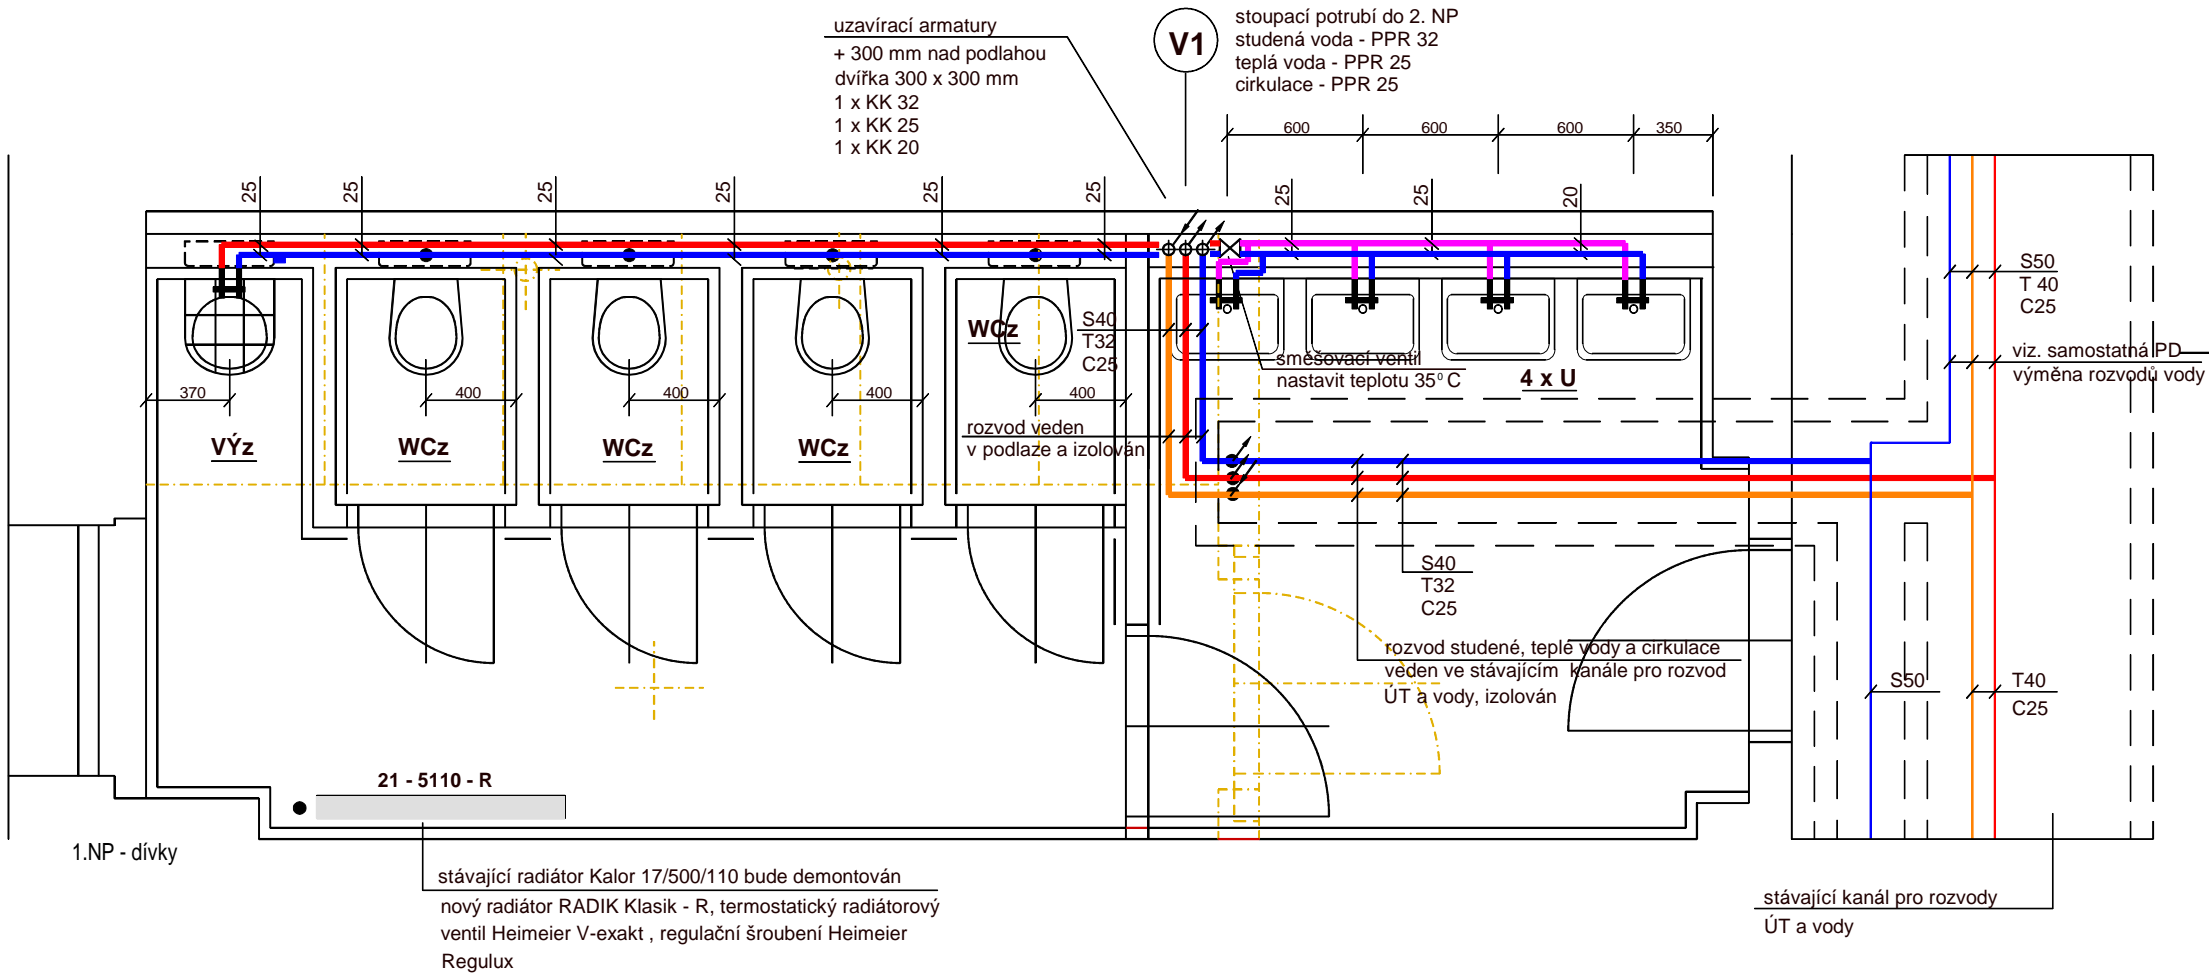 uzavírací armatury
+ 300 mm nad podlahou
dvířka 300 x 300 mm
1 x KK 32
1 x KK 25
1 x KK 20
V1
stoupací potrubí do 2. NP
studená voda - PPR 32
teplá voda - PPR 25
cirkulace - PPR 25
600
600
600
350
25
25
25
25
25
25
25
25
20
S50
T 40
C25
viz. samostatná PD
výměna rozvodů vody
WCz
S40
T32
C25
směšovací ventil
nastavit teplotu 35° C
4 x U
370
400
400
400
400
VÝz
WCz
WCz
WCz
rozvod veden
v podlaze a izolován
S40
T32
C25
rozvod studené, teplé vody a cirkulace
veden ve stávajícím kanále pro rozvod
ÚT a vody, izolován
S50
T40
C25
21 - 5110 - R
1.NP - dívky
stávající radiátor Kalor 17/500/110 bude demontován
nový radiátor RADIK Klasik - R, termostatický radiátorový
ventil Heimeier V-exakt , regulační šroubení Heimeier
Regulux
stávající kanál pro rozvody
ÚT a vody